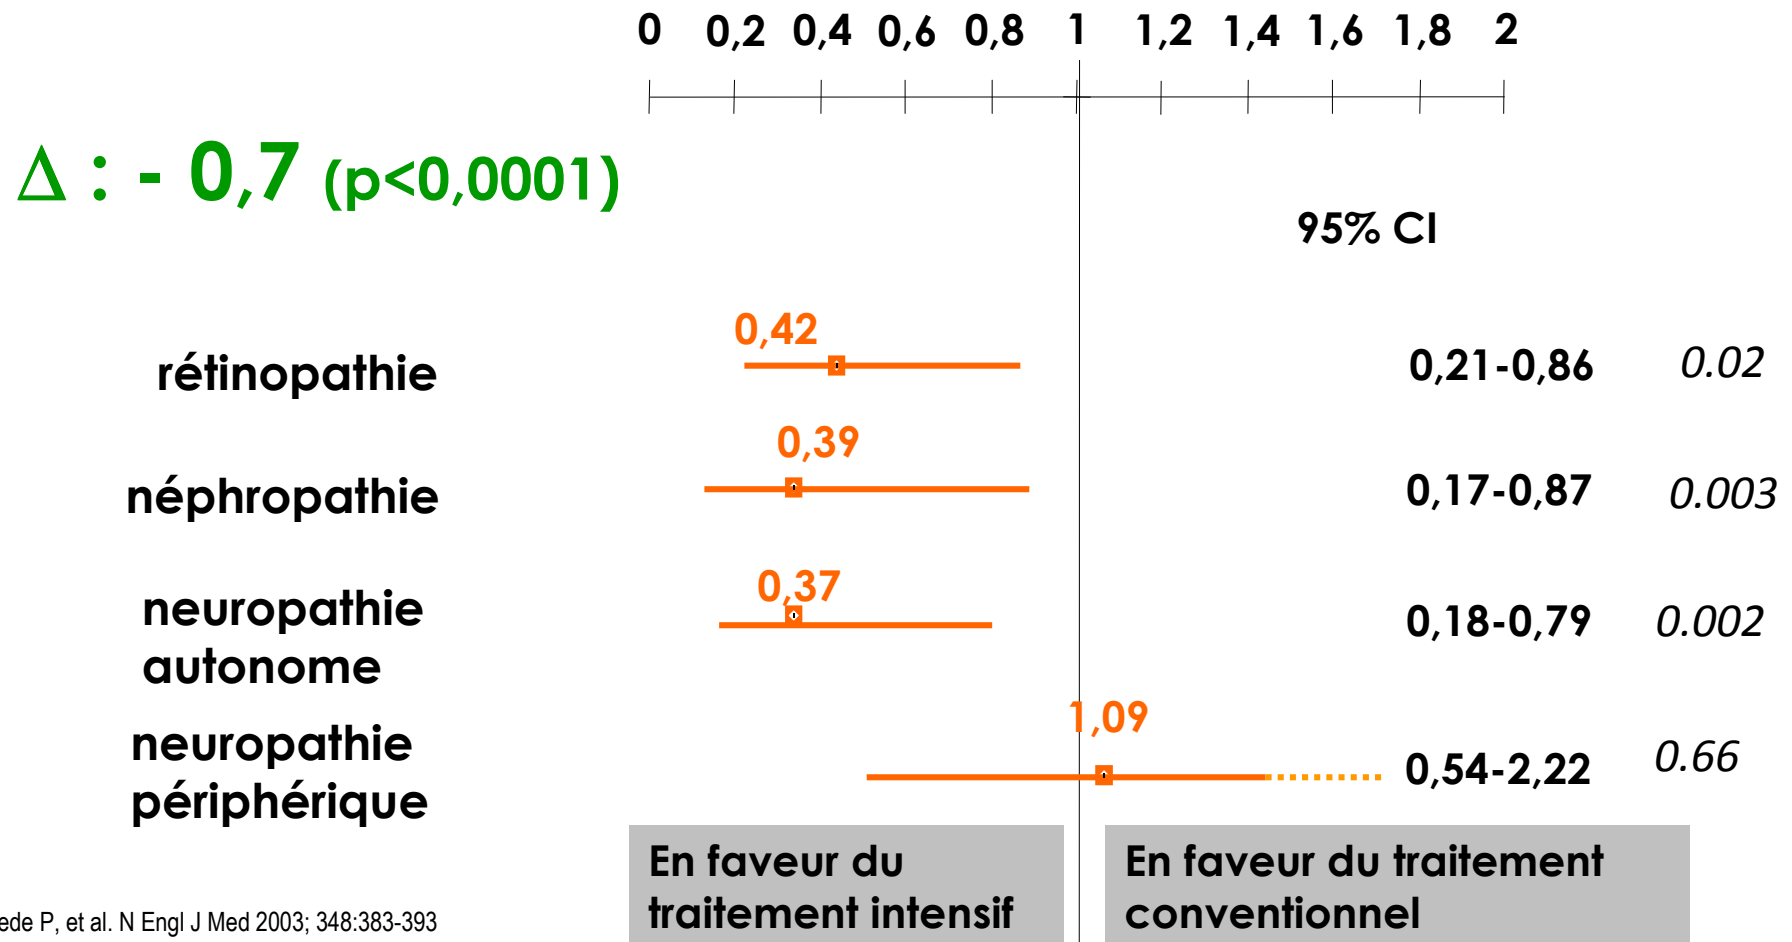 0 0,2 0,4 0,6 0,8 1 1,2 1,4 1,6 1,8 2
Δ : - 0,7 (p<0,0001)
95% CI
0,42
rétinopathie 0,21-0,86 0.02
0,39
néphropathie 0,17-0,87 0.003
0,37
neuropathie
autonome 0,18-0,79 0.002
1,09
neuropathie
périphérique 0,54-2,22 0.66
En faveur du
traitement intensif
En faveur du traitement
conventionnel
ede P, et al. N Engl J Med 2003; 348:383-393